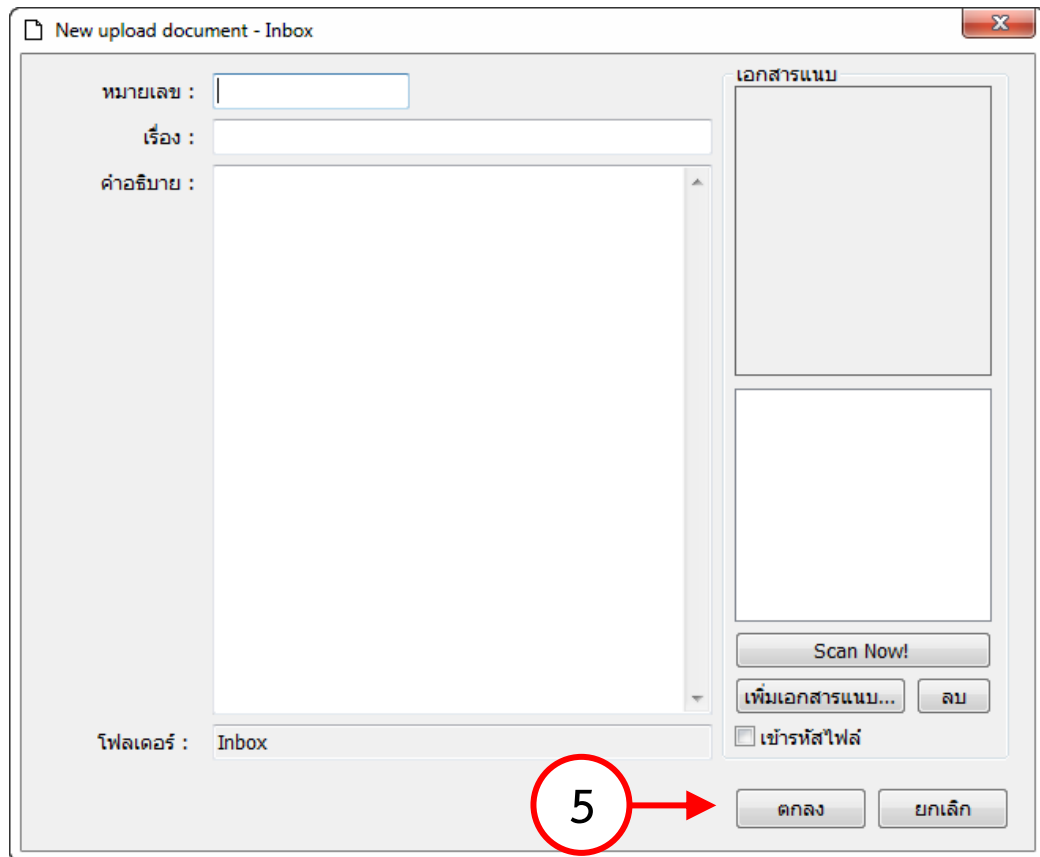 New upload document - Inbox
หมายเลข :
เรื่อง :
คำอธิบาย :
โฟลเดอร์ : Inbox
เอกสารแนบ
Scan Now!
เพิ่มเอกสารแนบ... ลบ
เข้ารหัสไฟล์
5 ตกลง ยกเลิก